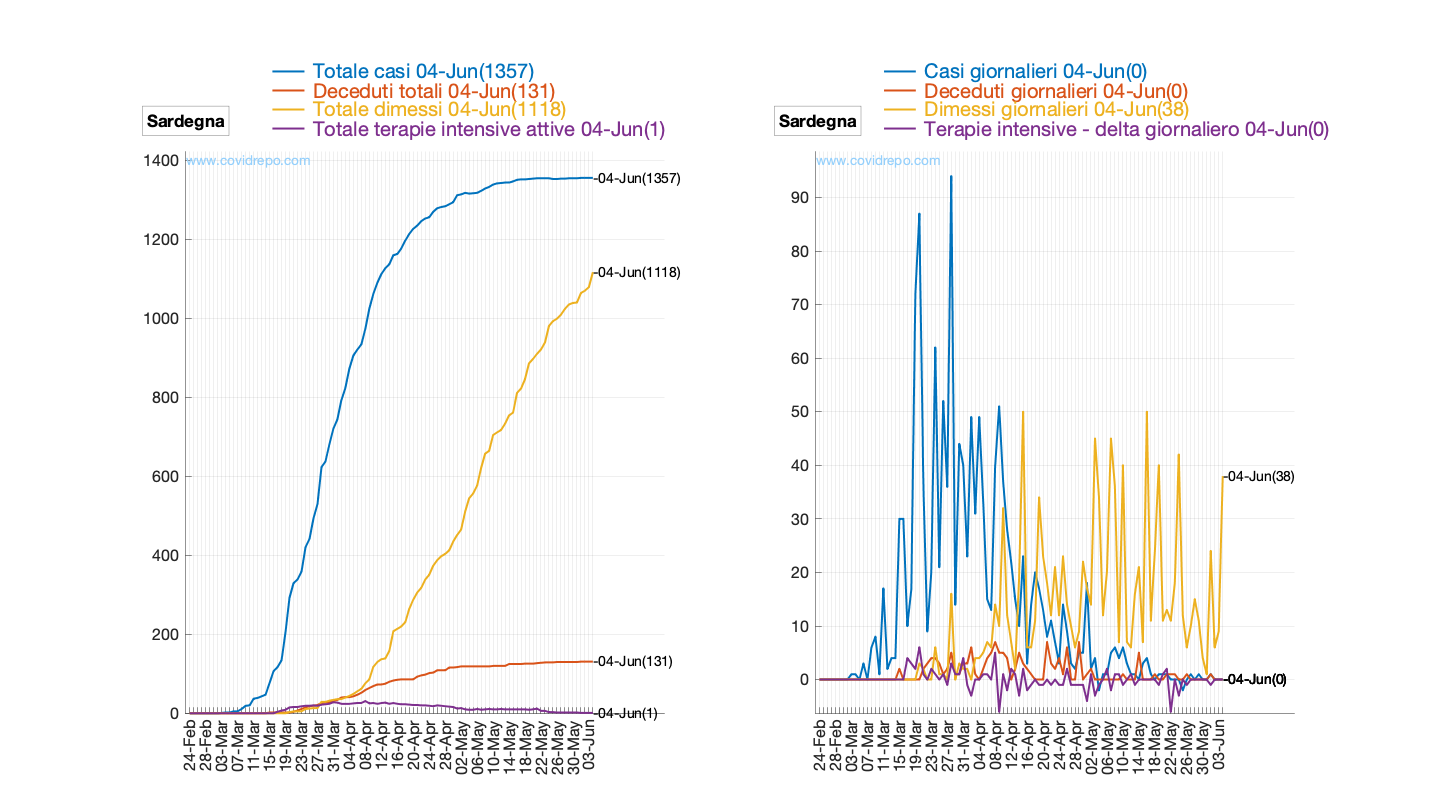 Totale casi 04-Jun(1357)
Deceduti totali 04-Jun(131)
Totale dimessi 04-Jun(1118)
Totale terapie intensive attive 04-Jun(1)
Sardegna
www.covidrepo.com
1400
1200
1000
800
600
400
200
0
-04-Jun(1357)
-04-Jun(1118)
-04-Jun(131)
-04-Jun(1)
24-Feb
28-Feb
03-Mar
07-Mar
11-Mar
15-Mar
19-Mar
23-Mar
27-Mar
31-Mar
04-Apr
08-Apr
12-Apr
16-Apr
20-Apr
24-Apr
28-Apr
02-May
06-May
10-May
14-May
18-May
22-May
26-May
30-May
03-Jun
Casi giornalieri 04-Jun(0)
Deceduti giornalieri 04-Jun(0)
Dimessi giornalieri 04-Jun(38)
Terapie intensive - delta giornaliero 04-Jun(0)
Sardegna
www.covidrepo.com
90
80
70
60
50
40
30
20
10
0
-04-Jun(38)
-04-Jun(0)
24-Feb
28-Feb
03-Mar
07-Mar
11-Mar
15-Mar
19-Mar
23-Mar
27-Mar
31-Mar
04-Apr
08-Apr
12-Apr
16-Apr
20-Apr
24-Apr
28-Apr
02-May
06-May
10-May
14-May
18-May
22-May
26-May
30-May
03-Jun